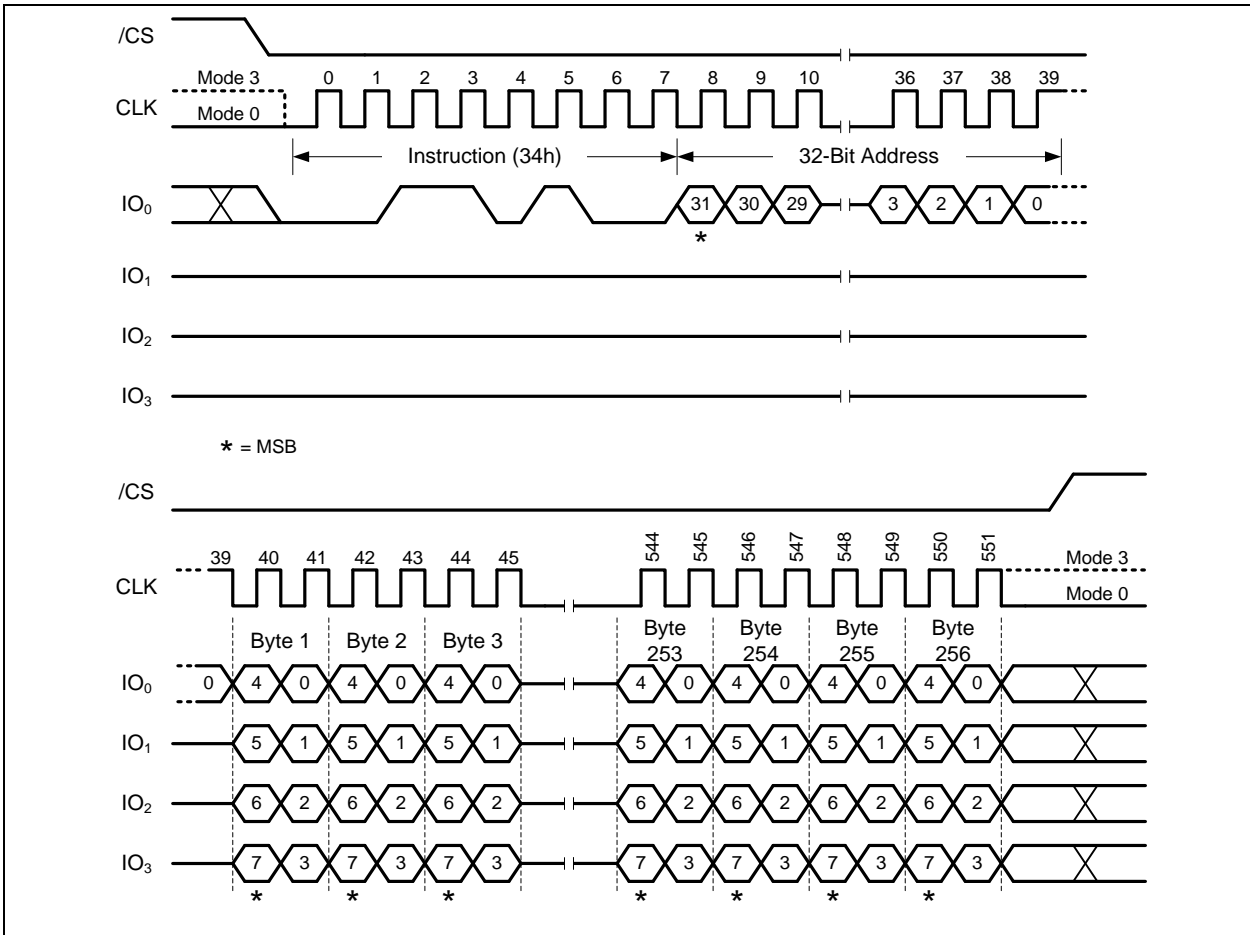 /CS
Mode 3 0 1 2 3 4 5 6 7 8 9 10 36 37 38 39
CLK Mode 0
Instruction (34h) 32-Bit Address
IO₀ 31 30 29 3 2 1 0
*
IO₁
IO₂
IO₃
* = MSB
/CS
39 40 41 42 43 44 45 544 545 546 547 548 549 550 551 Mode 3
CLK Mode 0
Byte 1 Byte 2 Byte 3 Byte 253 Byte 254 Byte 255 Byte 256
IO₀ 0 4 0 4 0 4 0 4 0 4 0 4 0 4 0
IO₁ 5 1 5 1 5 1 5 1 5 1 5 1 5 1
IO₂ 6 2 6 2 6 2 6 2 6 2 6 2 6 2
IO₃ 7 3 7 3 7 3 7 3 7 3 7 3 7 3
* * * * * * *